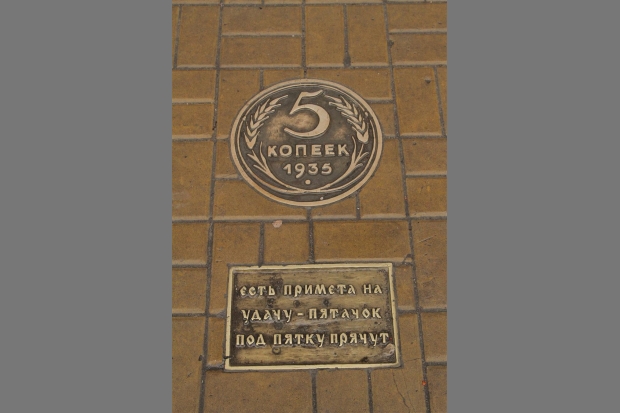 5
КОПЕЕК
1935
есть примета на
удачу - пятачок
под пятку прячут